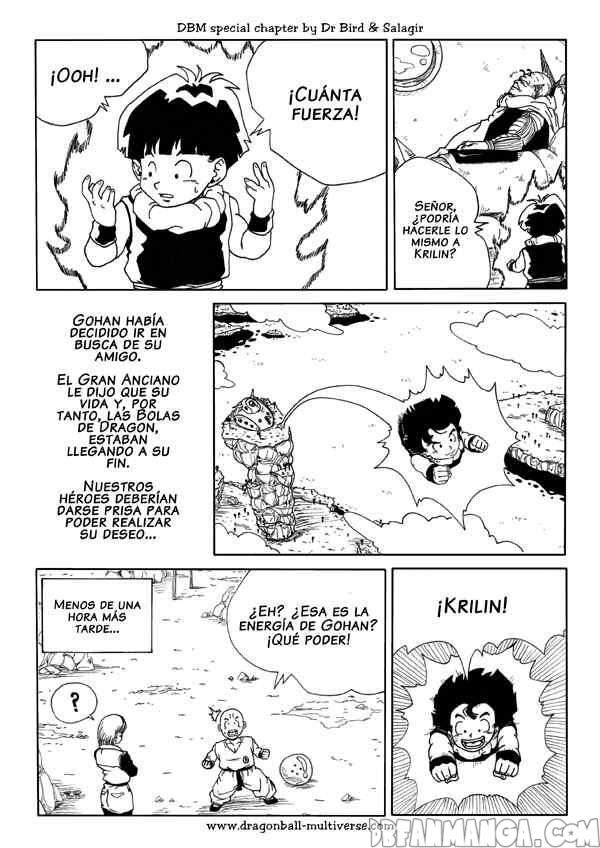 DBM special chapter by Dr Bird & Salagir
¡Ooh! ...
¡Cuánta
fuerza!
Señor,
¿podría
hacerle lo
mismo a
Krilin?
Gohan había
decidido ir en
busca de su
amigo.
El Gran Anciano
le dijo que su
vida y, por
tanto, las Bolas
de Dragon,
estaban
llegando a su
fin.
Nuestros
héroes deberían
darse prisa para
poder realizar
su deseo...
Menos de una
hora más
tarde...
¿Eh? ¿Esa es la
energía de Gohan?
¡Qué poder!
?
¡Krilin!
www.dragonball-multiverse.com
DBFANMANGA.COM